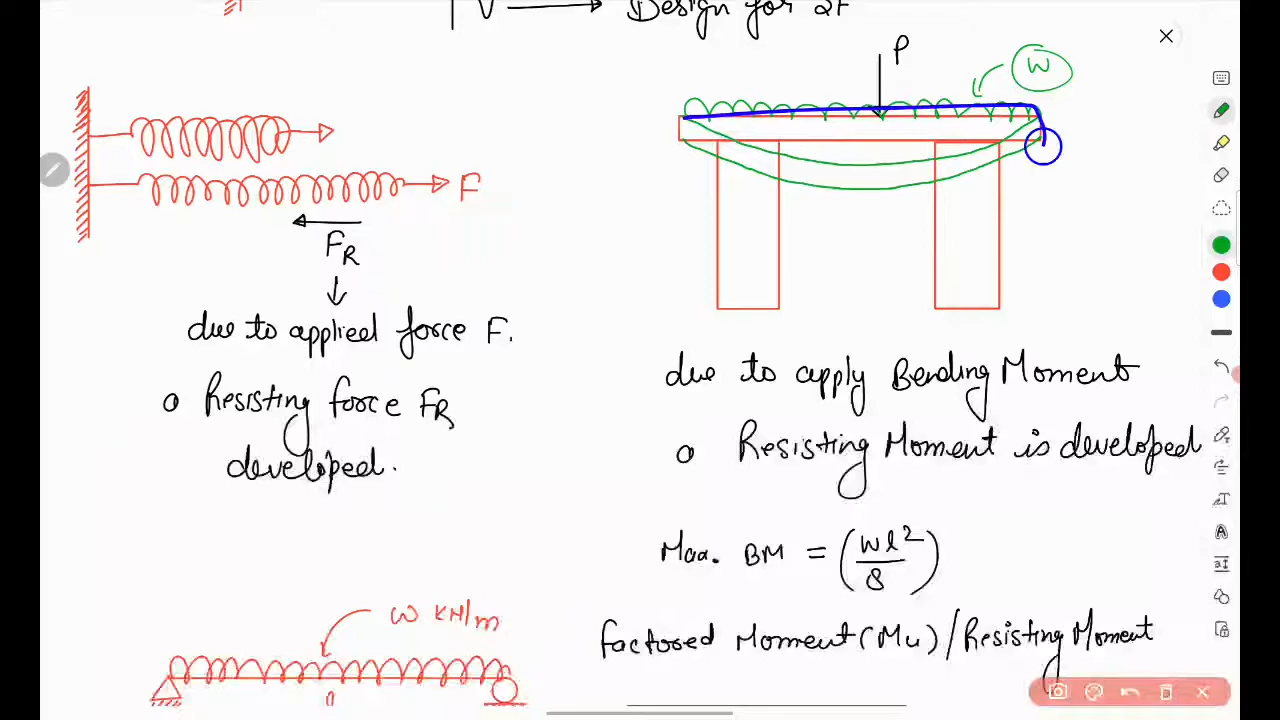 Design for 2F
P
W
F
FR
due to applied force F.
o Resisting force FR
developed.
due to apply Bending Moment
o Resisting Moment is developed
Max. BM = (wl²/8)
ω KN/m
factored Moment (Mu) / Resisting Moment